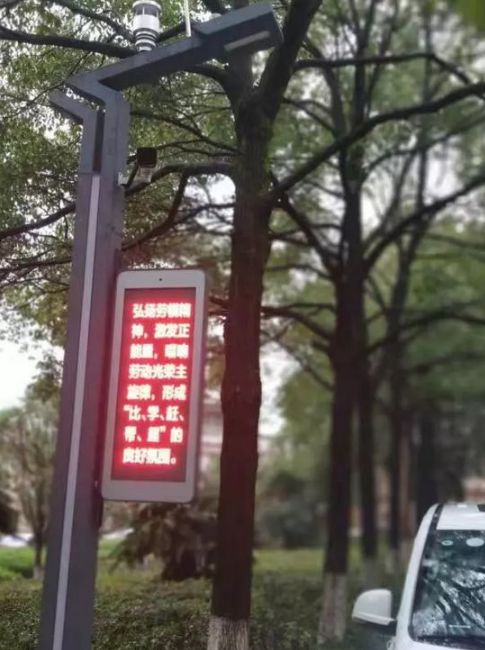 弘扬劳模精
神，激发正
能量，唱响
劳动光荣主
旋律，形成
“比、学、赶、
帮、超”的
良好氛围。